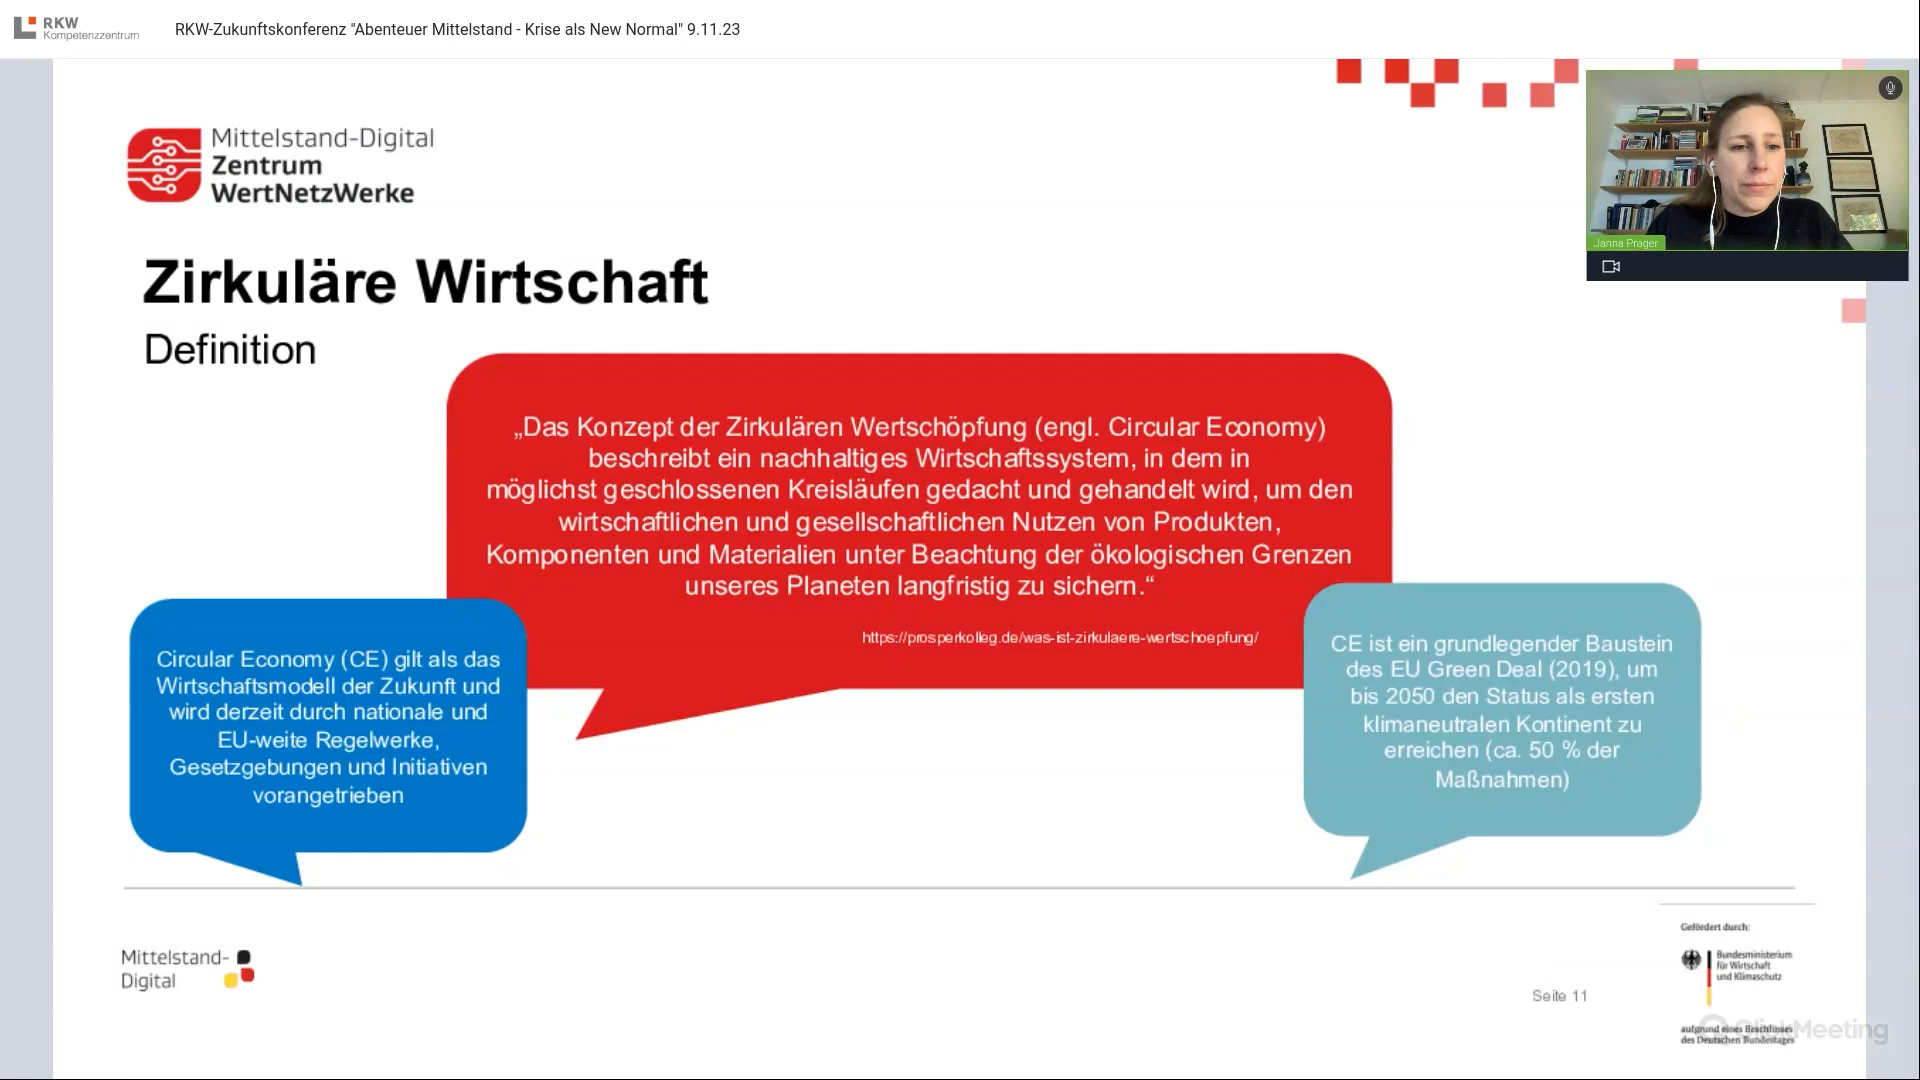 RKW
Kompetenzzentrum
RKW-Zukunftskonferenz "Abenteuer Mittelstand - Krise als New Normal" 9.11.23
Mittelstand-Digital
Zentrum
WertNetzWerke
Janna Prager
Zirkuläre Wirtschaft
Definition
„Das Konzept der Zirkulären Wertschöpfung (engl. Circular Economy)
beschreibt ein nachhaltiges Wirtschaftssystem, in dem in
möglichst geschlossenen Kreisläufen gedacht und gehandelt wird, um den
wirtschaftlichen und gesellschaftlichen Nutzen von Produkten,
Komponenten und Materialien unter Beachtung der ökologischen Grenzen
unseres Planeten langfristig zu sichern.“
https://prosperkolleg.de/was-ist-zirkulaere-wertschoepfung/
Circular Economy (CE) gilt als das
Wirtschaftsmodell der Zukunft und
wird derzeit durch nationale und
EU-weite Regelwerke,
Gesetzgebungen und Initiativen
vorangetrieben
CE ist ein grundlegender Baustein
des EU Green Deal (2019), um
bis 2050 den Status als ersten
klimaneutralen Kontinent zu
erreichen (ca. 50 % der
Maßnahmen)
Mittelstand-
Digital
Seite 11
Gefördert durch:
Bundesministerium
für Wirtschaft
und Klimaschutz
aufgrund eines Beschlusses
des Deutschen Bundestages
ClickMeeting